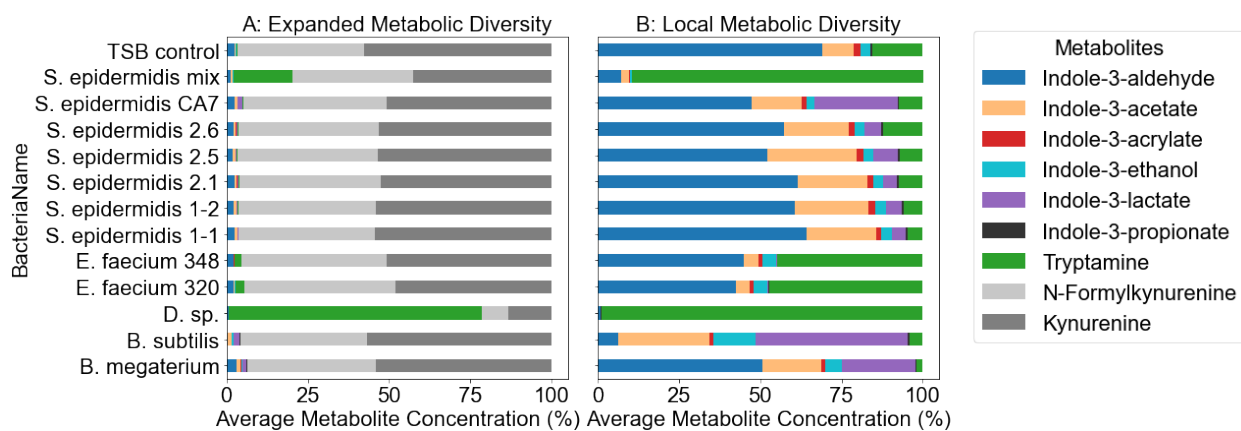 A: Expanded Metabolic Diversity
B: Local Metabolic Diversity
BacteriaName
TSB control
S. epidermidis mix
S. epidermidis CA7
S. epidermidis 2.6
S. epidermidis 2.5
S. epidermidis 2.1
S. epidermidis 1-2
S. epidermidis 1-1
E. faecium 348
E. faecium 320
D. sp.
B. subtilis
B. megaterium
0 25 50 75 100
Average Metabolite Concentration (%)
0 25 50 75 100
Average Metabolite Concentration (%)
Metabolites
Indole-3-aldehyde
Indole-3-acetate
Indole-3-acrylate
Indole-3-ethanol
Indole-3-lactate
Indole-3-propionate
Tryptamine
N-Formylkynurenine
Kynurenine